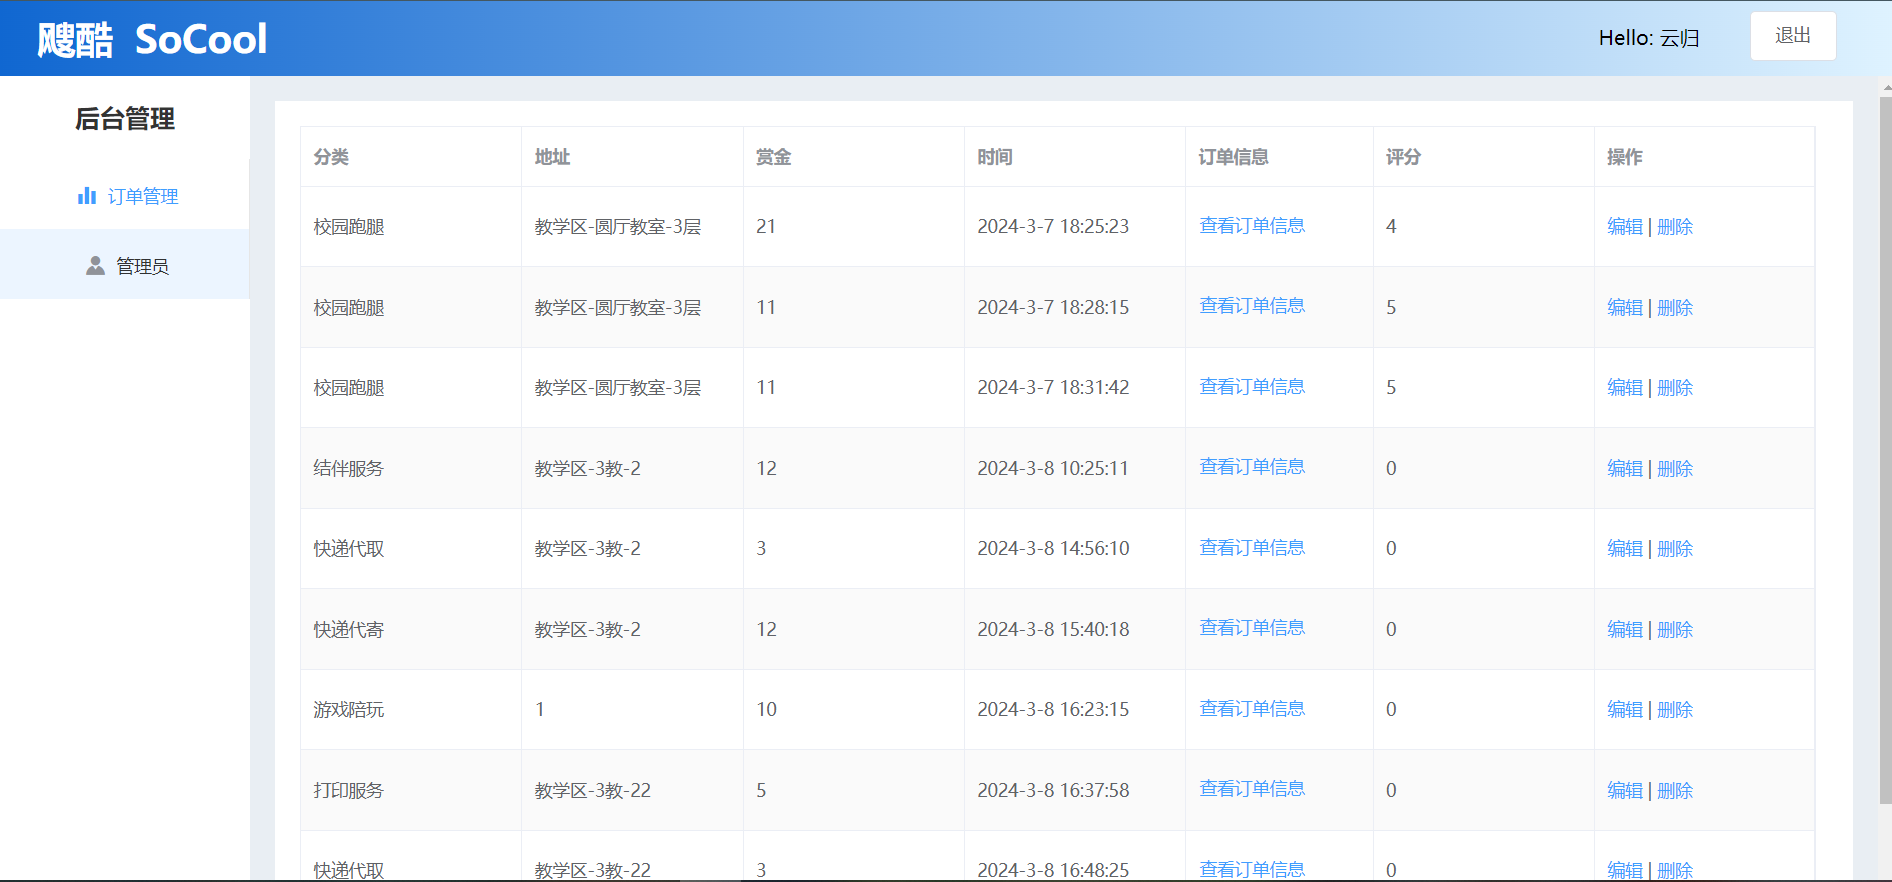 飕酷 SoCool
Hello: 云归
退出
后台管理
订单管理
管理员
分类 地址 赏金 时间 订单信息 评分 操作
校园跑腿 教学区-圆厅教室-3层 21 2024-3-7 18:25:23 查看订单信息 4 编辑 | 删除
校园跑腿 教学区-圆厅教室-3层 11 2024-3-7 18:28:15 查看订单信息 5 编辑 | 删除
校园跑腿 教学区-圆厅教室-3层 11 2024-3-7 18:31:42 查看订单信息 5 编辑 | 删除
结伴服务 教学区-3教-2 12 2024-3-8 10:25:11 查看订单信息 0 编辑 | 删除
快递代取 教学区-3教-2 3 2024-3-8 14:56:10 查看订单信息 0 编辑 | 删除
快递代寄 教学区-3教-2 12 2024-3-8 15:40:18 查看订单信息 0 编辑 | 删除
游戏陪玩 1 10 2024-3-8 16:23:15 查看订单信息 0 编辑 | 删除
打印服务 教学区-3教-22 5 2024-3-8 16:37:58 查看订单信息 0 编辑 | 删除
快递代取 教学区-3教-22 3 2024-3-8 16:48:25 查看订单信息 0 编辑 | 删除